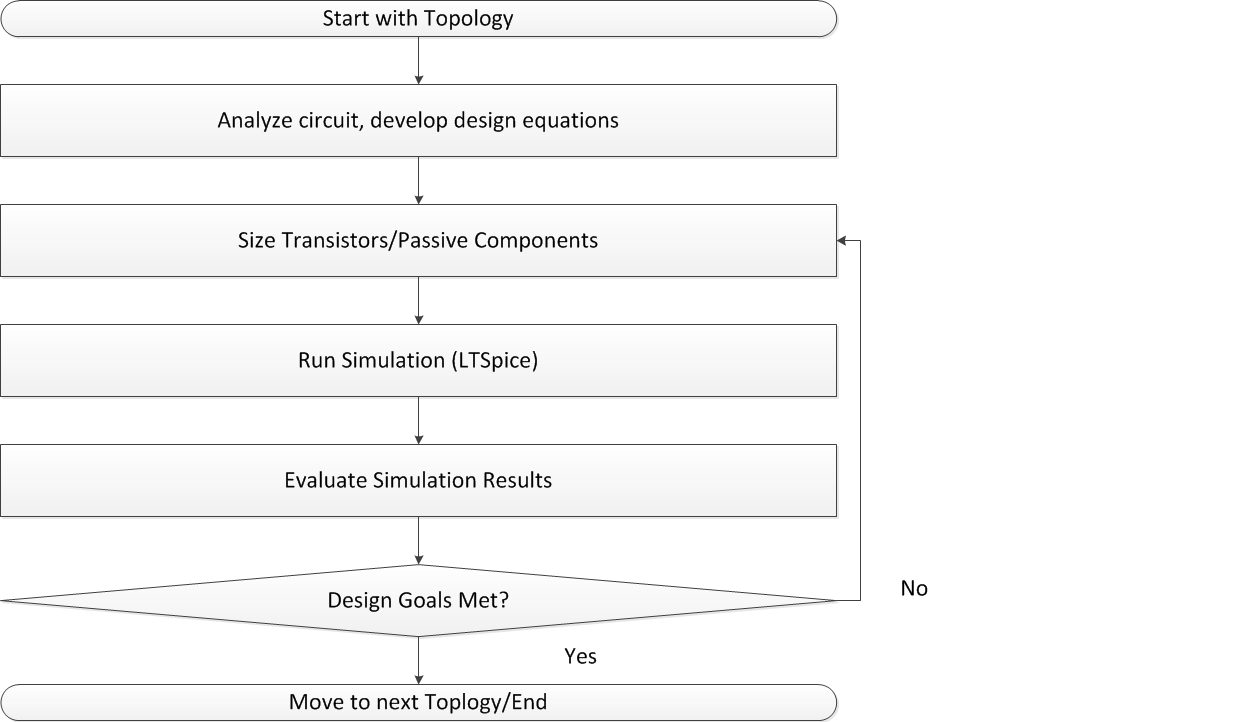 Start with Topology
Analyze circuit, develop design equations
Size Transistors/Passive Components
Run Simulation (LTSpice)
Evaluate Simulation Results
Design Goals Met?
No
Yes
Move to next Toplogy/End